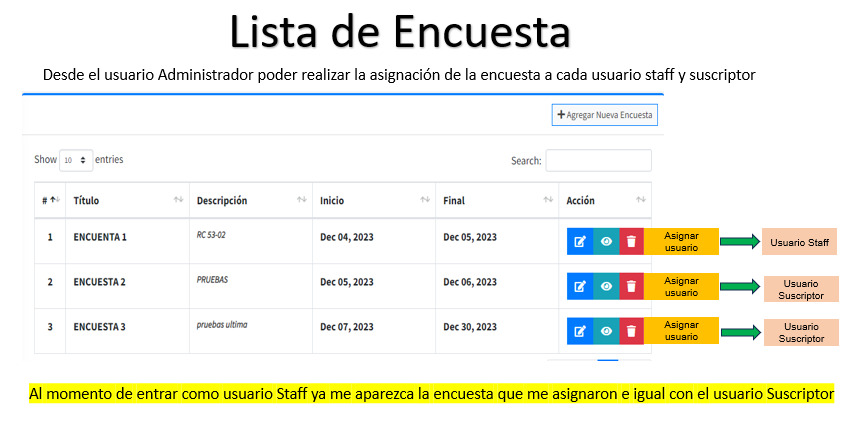 Lista de Encuesta
Desde el usuario Administrador poder realizar la asignación de la encuesta a cada usuario staff y suscriptor
Agregar Nueva Encuesta
Show 10 entries Search:
# Título Descripción Inicio Final Acción
1 ENCUENTA 1 RC 53-02 Dec 04, 2023 Dec 05, 2023 Asignar usuario Usuario Staff
2 ENCUESTA 2 PRUEBAS Dec 05, 2023 Dec 06, 2023 Asignar usuario Usuario Suscriptor
3 ENCUESTA 3 pruebas ultima Dec 07, 2023 Dec 30, 2023 Asignar usuario Usuario Suscriptor
Al momento de entrar como usuario Staff ya me aparezca la encuesta que me asignaron e igual con el usuario Suscriptor